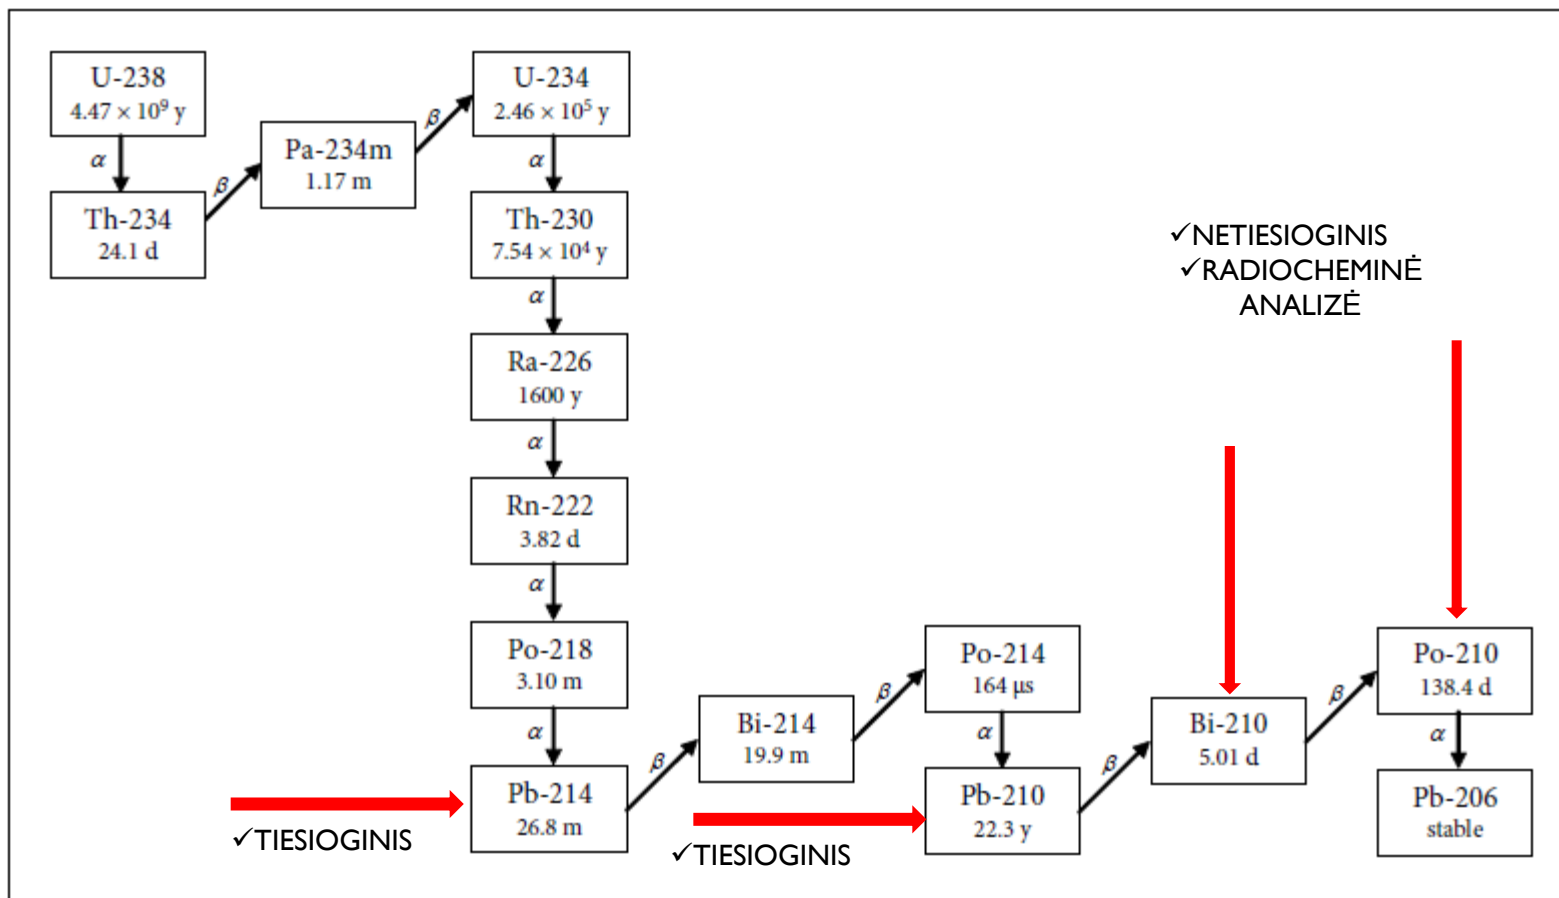 U-238
4.47 × 10⁹ y
α
Th-234
24.1 d
β
Pa-234m
1.17 m
β
U-234
2.46 × 10⁵ y
α
Th-230
7.54 × 10⁴ y
α
Ra-226
1600 y
α
Rn-222
3.82 d
α
Po-218
3.10 m
α
Pb-214
26.8 m
β
Bi-214
19.9 m
β
Po-214
164 µs
α
Pb-210
22.3 y
β
Bi-210
5.01 d
β
Po-210
138.4 d
α
Pb-206
stable
✓NETIESIOGINIS
✓RADIOCHEMINĖ
ANALIZĖ
✓TIESIOGINIS
✓TIESIOGINIS